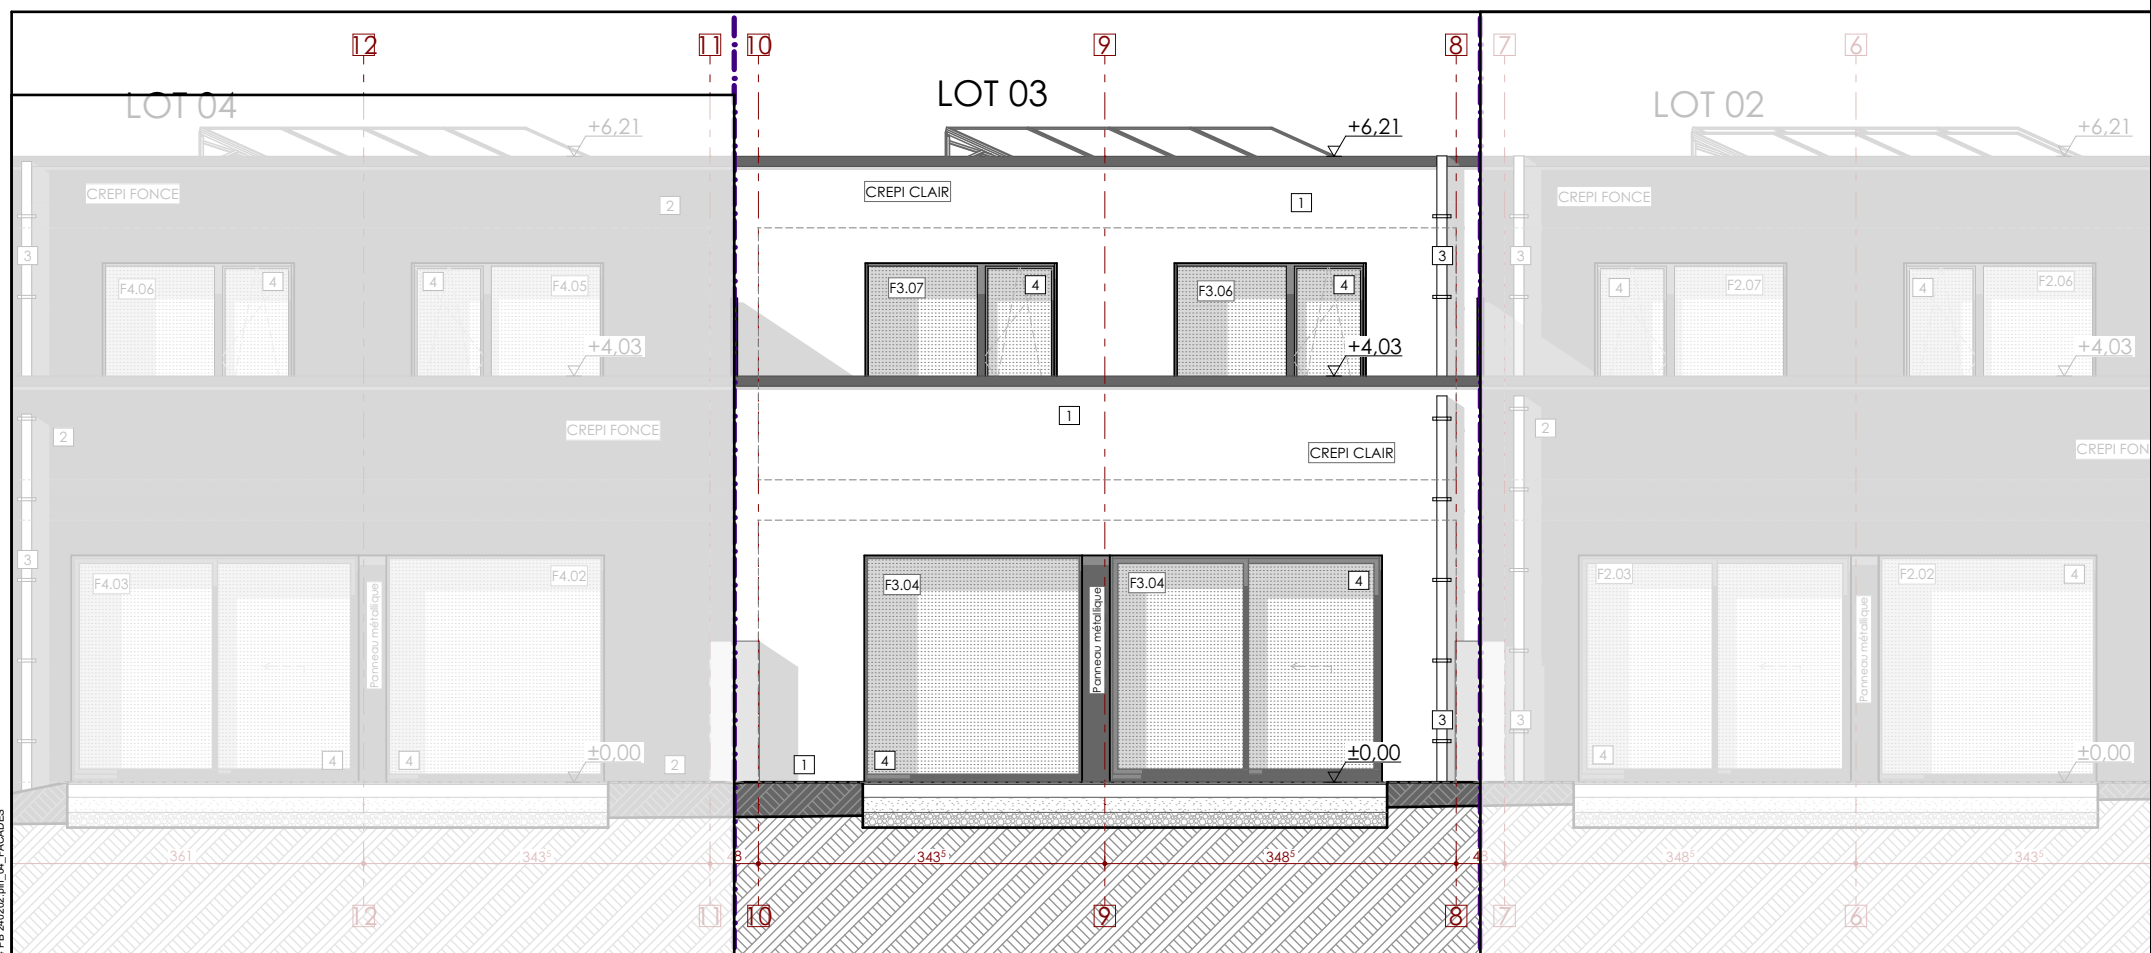 12
11
10
9
8
7
6
LOT 04
LOT 03
LOT 02
+6,21
+6,21
+6,21
CREPI FONCE
2
CREPI CLAIR
1
CREPI FONCE
3
3
3
F4.06
4
4
F4.05
F3.07
4
F3.06
4
4
F2.07
4
F2.06
+4,03
+4,03
+4,03
2
CREPI FONCE
1
CREPI CLAIR
2
CREPI FON
3
F4.03
Panneau métallique
F4.02
F3.04
Panneau métallique
F3.04
4
F2.03
Panneau métallique
F2.02
4
3
3
4
4
±0,00
2
1
4
±0,00
4
±0,00
361
343⁵
343⁵
348⁵
348⁵
343⁵
12
11
10
9
8
7
6